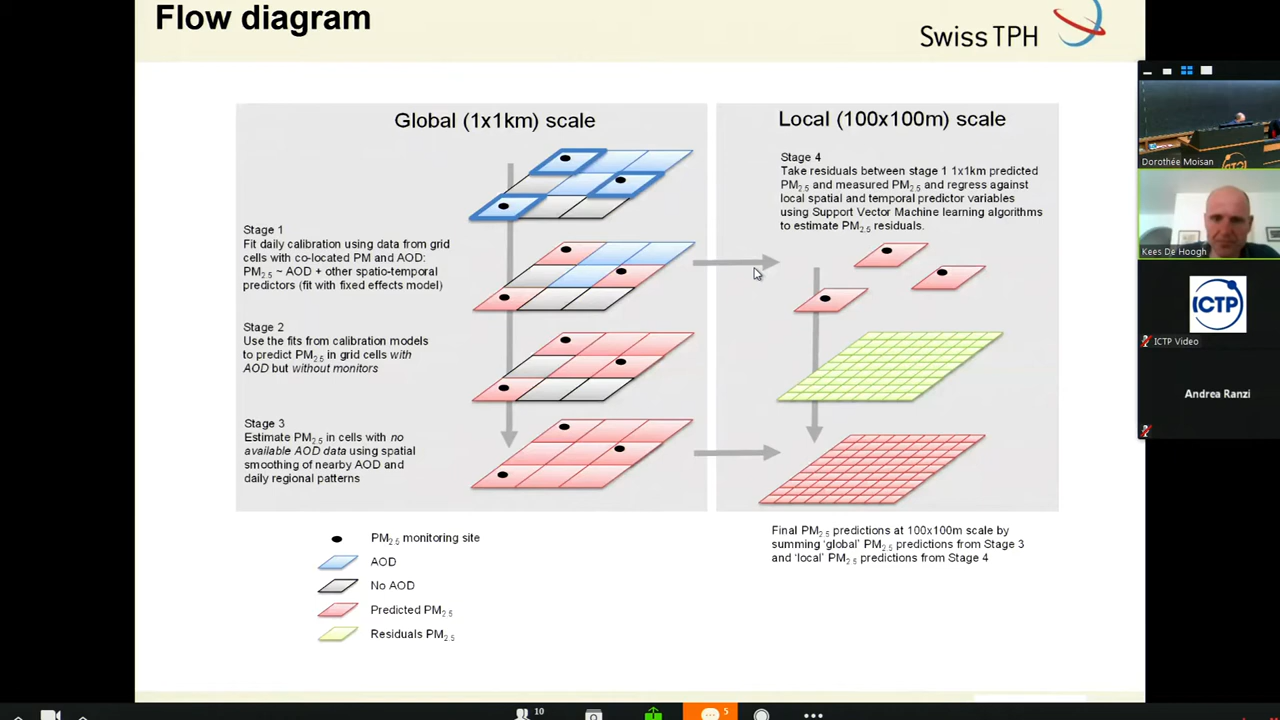 Flow diagram
Swiss TPH
Global (1x1km) scale
Stage 1
Fit daily calibration using data from grid
cells with co-located PM and AOD:
PM2.5 ~ AOD + other spatio-temporal
predictors (fit with fixed effects model)
Stage 2
Use the fits from calibration models
to predict PM2.5 in grid cells with
AOD but without monitors
Stage 3
Estimate PM2.5 in cells with no
available AOD data using spatial
smoothing of nearby AOD and
daily regional patterns
Local (100x100m) scale
Stage 4
Take residuals between stage 1 1x1km predicted
PM2.5 and measured PM2.5 and regress against
local spatial and temporal predictor variables
using Support Vector Machine learning algorithms
to estimate PM2.5 residuals.
PM2.5 monitoring site
AOD
No AOD
Predicted PM2.5
Residuals PM2.5
Final PM2.5 predictions at 100x100m scale by
summing ‘global’ PM2.5 predictions from Stage 3
and ‘local’ PM2.5 predictions from Stage 4
Dorothée Moisan
Kees De Hoogh
ICTP
ICTP Video
Andrea Ranzi
10
5